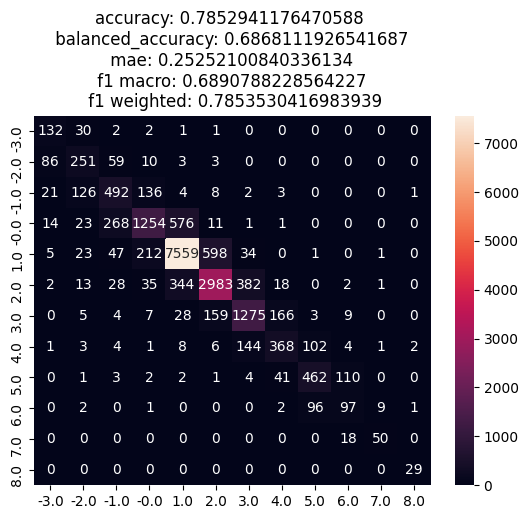 accuracy: 0.7852941176470588
balanced_accuracy: 0.6868111926541687
mae: 0.25252100840336134
f1 macro: 0.6890788228564227
f1 weighted: 0.7853530416983939
-3.0 132 30 2 2 1 1 0 0 0 0 0 0
-2.0 86 251 59 10 3 3 0 0 0 0 0 0
-1.0 21 126 492 136 4 8 2 3 0 0 0 1
-0.0 14 23 268 1254 576 11 1 1 0 0 0 0
1.0 5 23 47 212 7559 598 34 0 1 0 1 0
2.0 2 13 28 35 344 2983 382 18 0 2 1 0
3.0 0 5 4 7 28 159 1275 166 3 9 0 0
4.0 1 3 4 1 8 6 144 368 102 4 1 2
5.0 0 1 3 2 2 1 4 41 462 110 0 0
6.0 0 2 0 1 0 0 0 2 96 97 9 1
7.0 0 0 0 0 0 0 0 0 0 18 50 0
8.0 0 0 0 0 0 0 0 0 0 0 0 29
-3.0 -2.0 -1.0 -0.0 1.0 2.0 3.0 4.0 5.0 6.0 7.0 8.0
7000
6000
5000
4000
3000
2000
1000
0